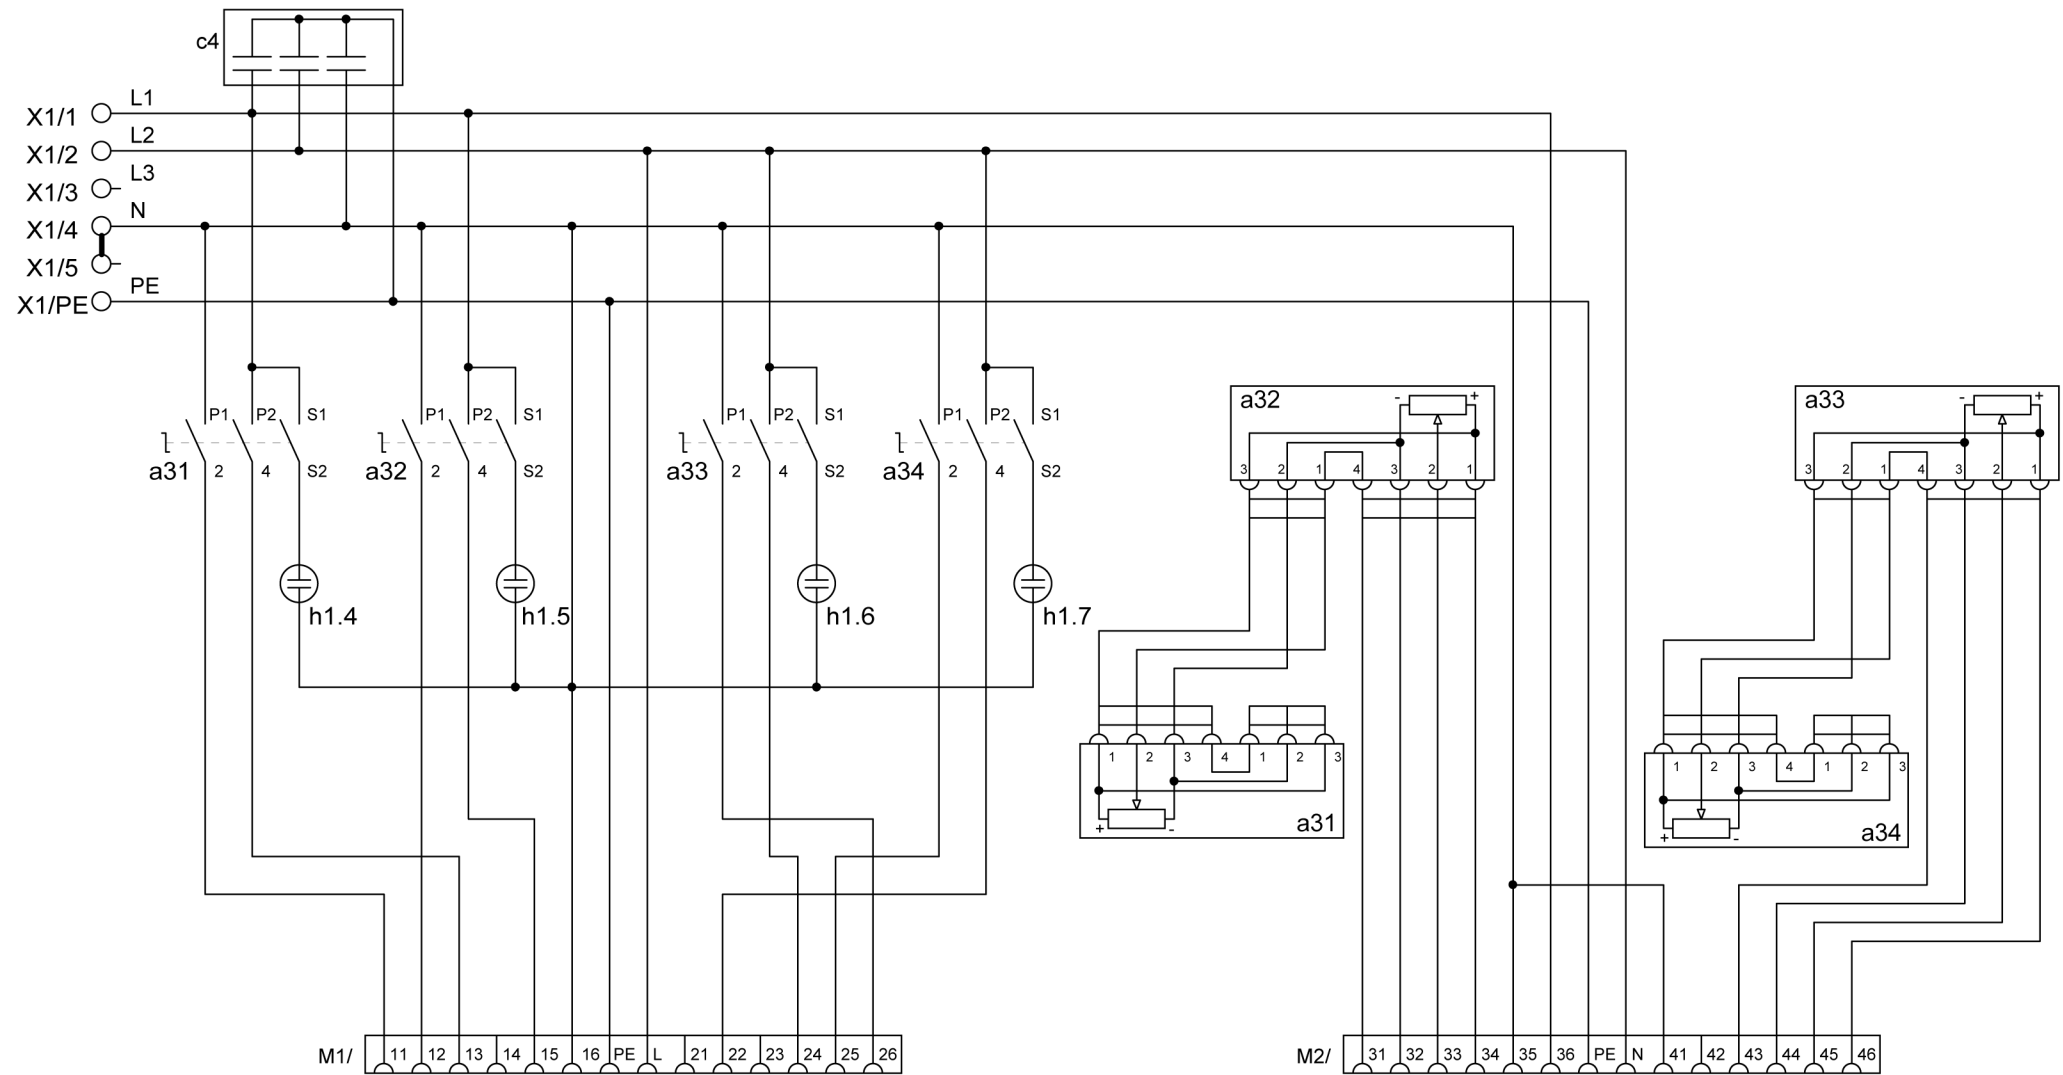 c4
L1
X1/1
L2
X1/2
L3
X1/3
N
X1/4
X1/5
PE
X1/PE
P1 P2 S1 P1 P2 S1 P1 P2 S1 P1 P2 S1
a31 2 4 S2 a32 2 4 S2 a33 2 4 S2 a34 2 4 S2
h1.4 h1.5 h1.6 h1.7
a32 - +
3 2 1 4 3 2 1
a33 - +
3 2 1 4 3 2 1
1 2 3 4 1 2 3
+ - a31
1 2 3 4 1 2 3
+ - a34
M1/ 11 12 13 14 15 16 PE L 21 22 23 24 25 26
M2/ 31 32 33 34 35 36 PE N 41 42 43 44 45 46